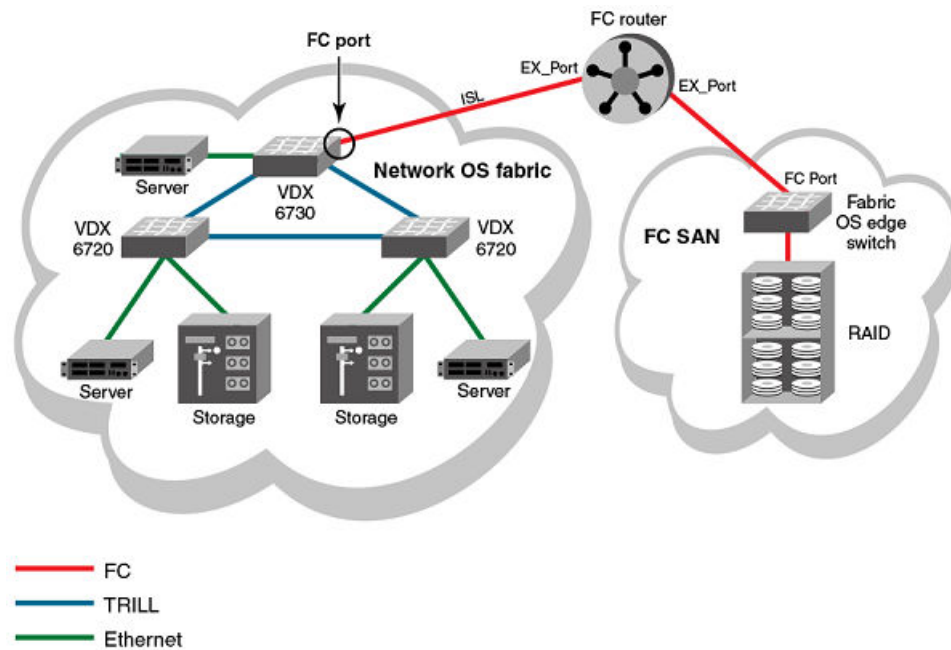 FC router
FC port
EX_Port
EX_Port
ISL
Server
VDX
6730
Network OS fabric
VDX
6720
VDX
6720
Server
Storage
Storage
Server
FC Port
Fabric
OS edge
switch
FC SAN
RAID
FC
TRILL
Ethernet